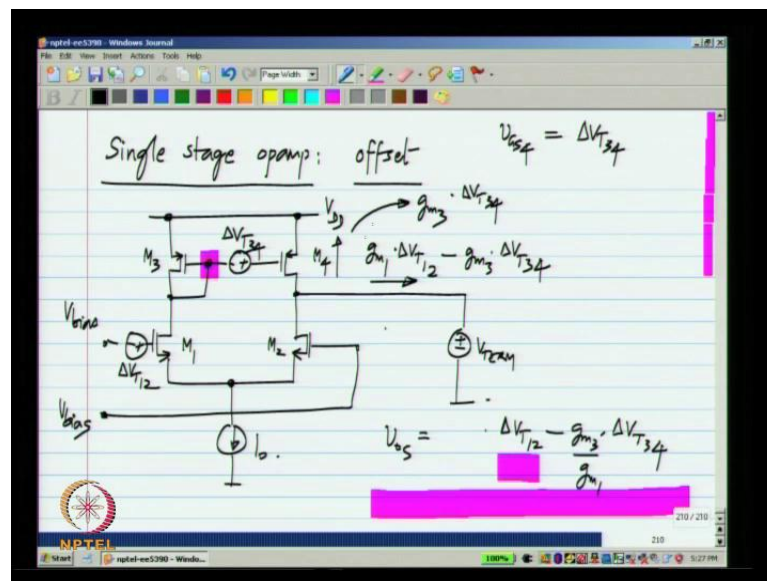 nptel-ee5390 - Windows Journal
File Edit View Insert Actions Tools Help
Page Width
B I
Single stage opamp: offset
v_GS4 = ΔV_T34
V_DD
g_m3 · ΔV_T34
ΔV_T34
M3
M4
g_m1 · ΔV_T12 - g_m3 · ΔV_T34
V_bias
M1
M2
ΔV_T12
V_TERM
V_bias
I_0.
v_os = ΔV_T12 - g_m3/g_m1 · ΔV_T34
NPTEL
210 / 210
210
Start
nptel-ee5390 - Windo...
100%
5:27 PM